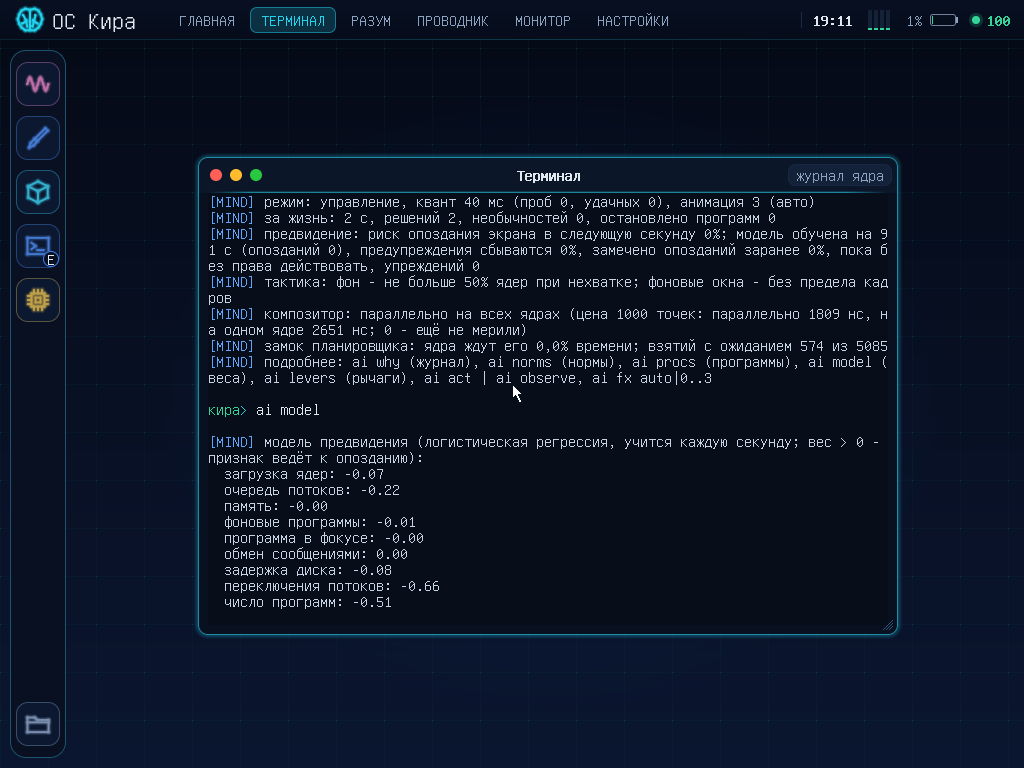 ОС Кира
ГЛАВНАЯ
ТЕРМИНАЛ
РАЗУМ
ПРОВОДНИК
МОНИТОР
НАСТРОЙКИ
19:11
1%
100
E
Терминал
журнал ядра
[MIND] режим: управление, квант 40 мс (проб 0, удачных 0), анимация 3 (авто)
[MIND] за жизнь: 2 с, решений 2, необычностей 0, остановлено программ 0
[MIND] предвидение: риск опоздания экрана в следующую секунду 0%; модель обучена на 9
1 с (опозданий 0), предупреждения сбываются 0%, замечено опозданий заранее 0%, пока б
ез права действовать, упреждений 0
[MIND] тактика: фон - не больше 50% ядер при нехватке; фоновые окна - без предела кад
ров
[MIND] композитор: параллельно на всех ядрах (цена 1000 точек: параллельно 1809 нс, н
а одном ядре 2651 нс; 0 - ещё не мерили)
[MIND] замок планировщика: ядра ждут его 0,0% времени; взятий с ожиданием 574 из 5085
[MIND] подробнее: ai why (журнал), ai norms (нормы), ai procs (программы), ai model (
веса), ai levers (рычаги), ai act | ai observe, ai fx auto|0..3
кира> ai model
[MIND] модель предвидения (логистическая регрессия, учится каждую секунду; вес > 0 -
признак ведёт к опозданию):
загрузка ядер: -0.07
очередь потоков: -0.22
память: -0.00
фоновые программы: -0.01
программа в фокусе: -0.00
обмен сообщениями: 0.00
задержка диска: -0.08
переключения потоков: -0.66
число программ: -0.51